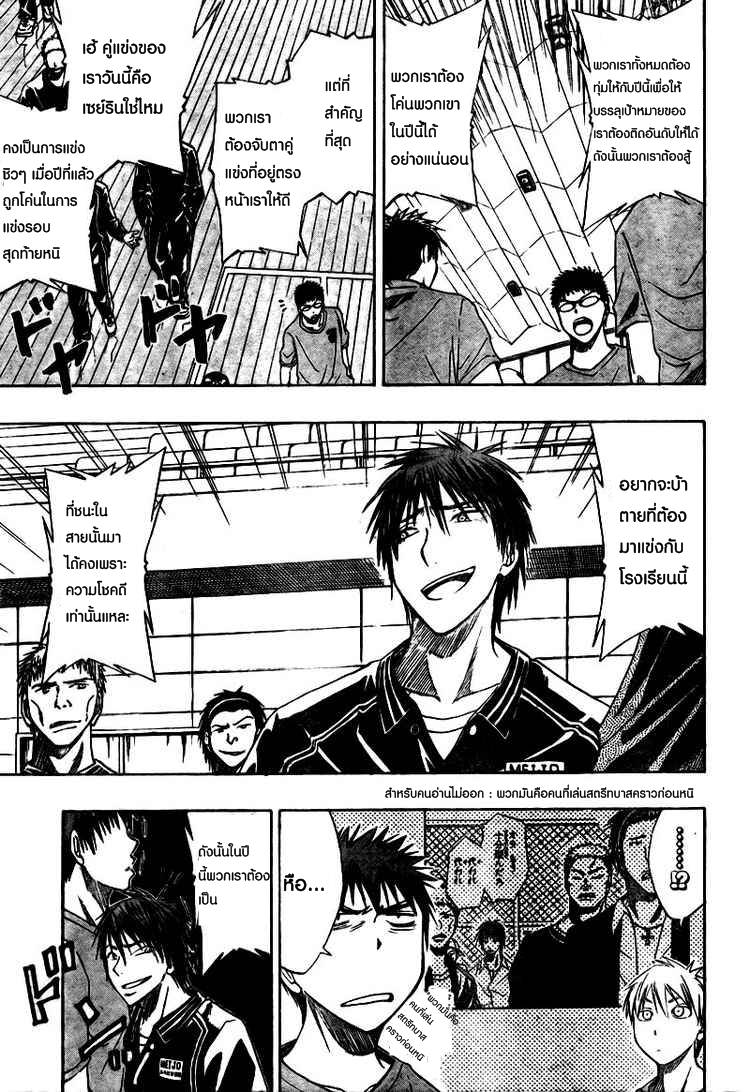 พวกเราทั้งหมดต้อง
ทุ่มให้กับปีนี้เพื่อให้
บรรลุเป้าหมายของ
เราต้องติดอันดับให้ได้
ดังนั้นพวกเราต้องสู้
พวกเราต้อง
โค่นพวกเขา
ในปีนี้ได้
อย่างแน่นอน
แต่ที่
สำคัญ
ที่สุด
พวกเรา
ต้องจับตาคู่
แข่งที่อยู่ตรง
หน้าเราให้ดี
เฮ้ คู่แข่งของ
เราวันนี้คือ
เซย์รินใช่ไหม
คงเป็นการแข่ง
ชิวๆ เมื่อปีที่แล้ว
ถูกโค่นในการ
แข่งรอบ
สุดท้ายหนิ
ドヤ
ドヤ
อยากจะบ้า
ตายที่ต้อง
มาแข่งกับ
โรงเรียนนี้
ที่ชนะใน
สายนั้นมา
ได้คงเพราะ
ความโชคดี
เท่านั้นแหละ
MEIJO
สำหรับคนอ่านไม่ออก : พวกมันคือคนที่เล่นสตรีทบาสคราวก่อนหนิ
……!?
พวกมันคือ
คนที่เล่น
สตรีทบาส
คราวก่อนหนิ
หือ...
ดังนั้นในปี
นี้พวกเราต้อง
เป็น
MEIJO